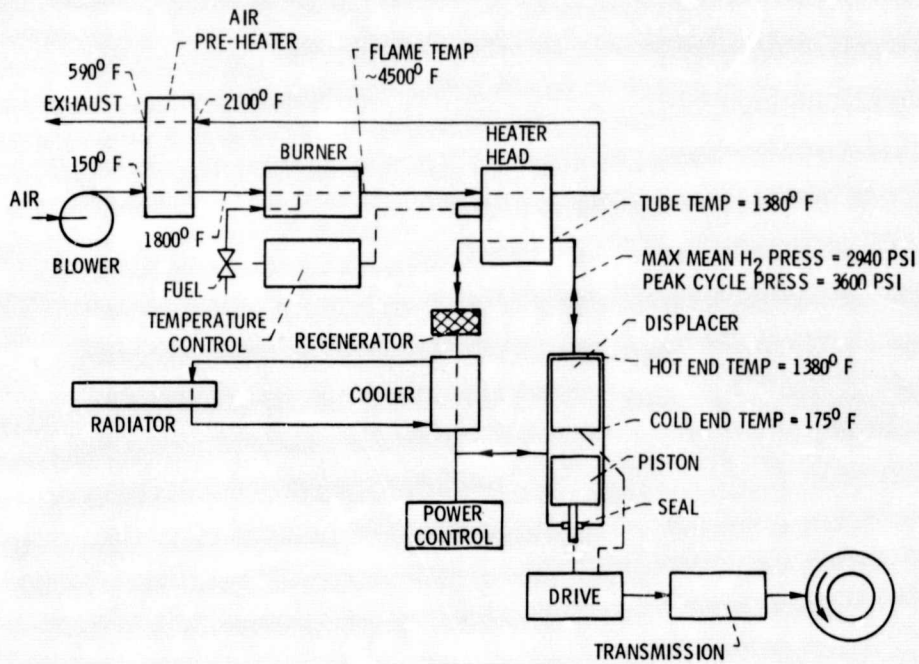 AIR
PRE-HEATER
FLAME TEMP
~4500° F
590° F
EXHAUST
2100° F
BURNER
HEATER
HEAD
150° F
AIR
TUBE TEMP = 1380° F
1800° F
BLOWER
MAX MEAN H2 PRESS = 2940 PSI
PEAK CYCLE PRESS = 3600 PSI
FUEL
TEMPERATURE
CONTROL
REGENERATOR
DISPLACER
HOT END TEMP = 1380° F
COOLER
RADIATOR
COLD END TEMP = 175° F
PISTON
SEAL
POWER
CONTROL
DRIVE
TRANSMISSION